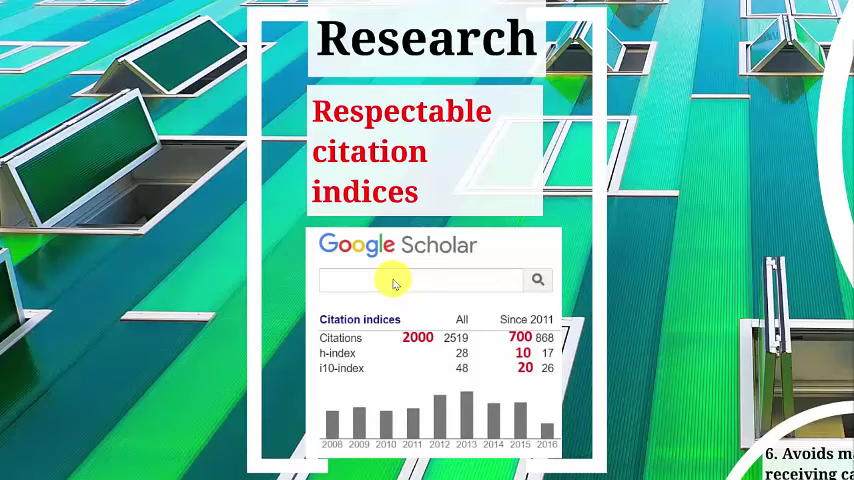 Research
Respectable
citation
indices
Google Scholar
Citation indices All Since 2011
Citations 2000 2519 700 868
h-index 28 10 17
i10-index 48 20 26
2008 2009 2010 2011 2012 2013 2014 2015 2016
6. Avoids
receiving